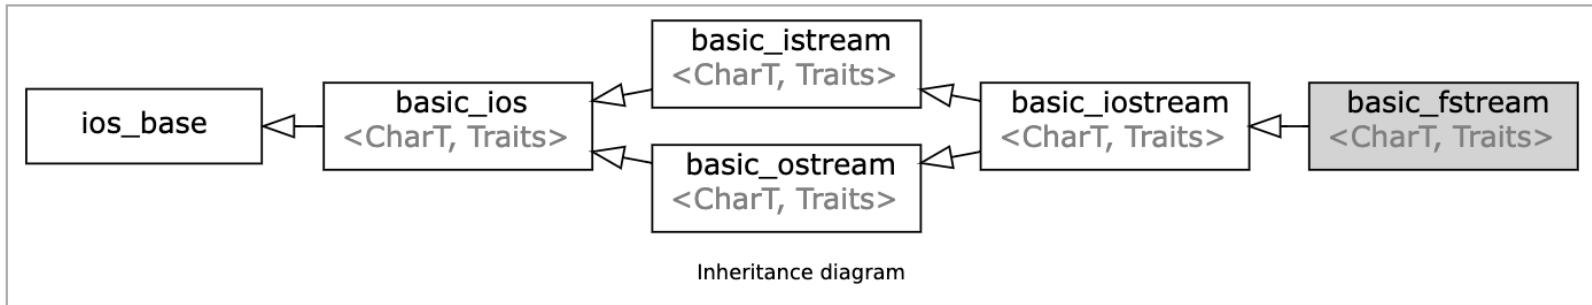 ios_base
basic_ios
<CharT, Traits>
basic_istream
<CharT, Traits>
basic_ostream
<CharT, Traits>
basic_iostream
<CharT, Traits>
basic_fstream
<CharT, Traits>
Inheritance diagram